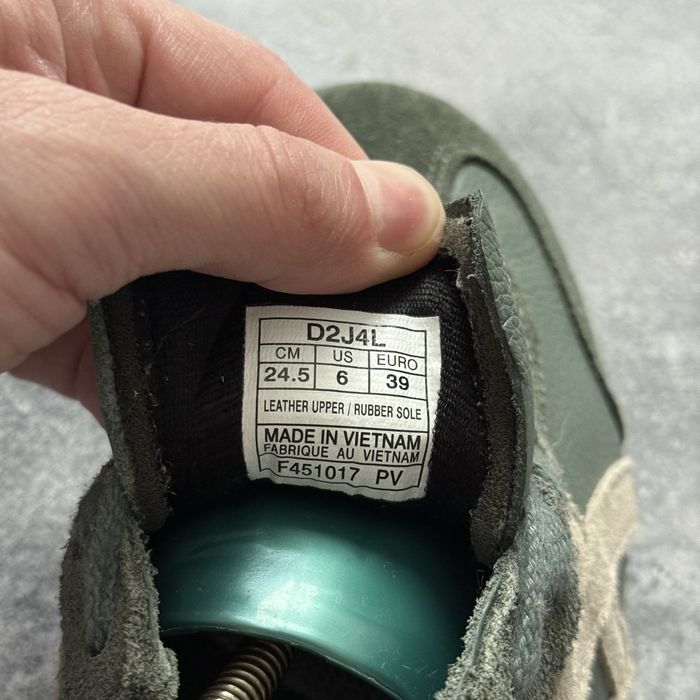 D2J4L
CM US EURO
24.5 6 39
LEATHER UPPER / RUBBER SOLE
MADE IN VIETNAM
FABRIQUE AU VIETNAM
F451017 PV